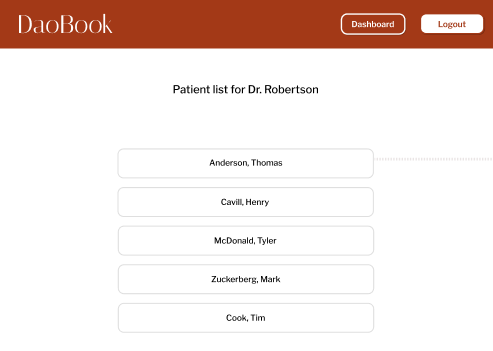 DaoBook
Dashboard
Logout
Patient list for Dr. Robertson
Anderson, Thomas
Cavill, Henry
McDonald, Tyler
Zuckerberg, Mark
Cook, Tim